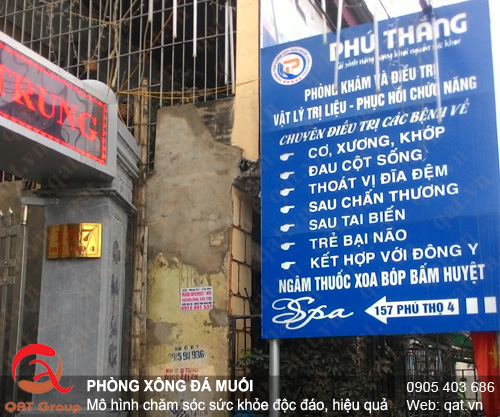 TRUNG
157
PHÚ THỌ 4
PHÚ THẮNG
PHÒNG KHÁM VÀ ĐIỀU TRỊ
VẬT LÝ TRỊ LIỆU - PHỤC HỒI CHỨC NĂNG
CHUYÊN ĐIỀU TRỊ CÁC BỆNH VỀ
CƠ, XƯƠNG, KHỚP
ĐAU CỘT SỐNG
THOÁT VỊ ĐĨA ĐỆM
SAU CHẤN THƯƠNG
SAU TAI BIẾN
TRẺ BẠI NÃO
KẾT HỢP VỚI ĐÔNG Y
NGÂM THUỐC XOA BÓP BẤM HUYỆT
Spa
157 PHÚ THỌ 4
QAT Group
PHÒNG XÔNG ĐÁ MUỐI
Mô hình chăm sóc sức khỏe độc đáo, hiệu quả
0905 403 686
Web: qat.vn